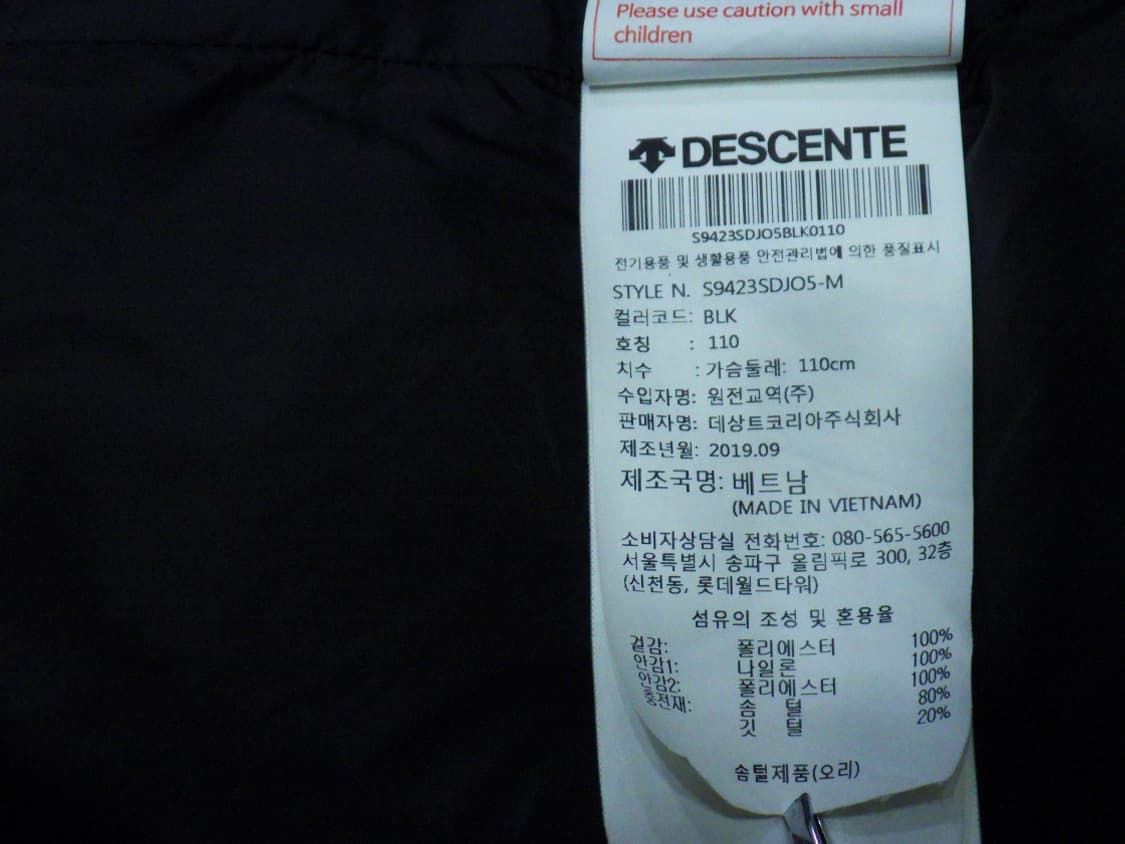 Please use caution with small
children
DESCENTE
S9423SDJO5BLK0110
전기용품 및 생활용품 안전관리법에 의한 품질표시
STYLE N. S9423SDJO5-M
컬러코드: BLK
호칭 : 110
치수 : 가슴둘레: 110cm
수입자명: 원전교역(주)
판매자명: 데상트코리아주식회사
제조년월: 2019.09
제조국명: 베트남
(MADE IN VIETNAM)
소비자상담실 전화번호: 080-565-5600
서울특별시 송파구 올림픽로 300, 32층
(신천동, 롯데월드타워)
섬유의 조성 및 혼용율
겉감: 폴리에스터 100%
안감1: 나일론 100%
안감2: 폴리에스터 100%
충전재: 솜 털 80%
깃 털 20%
솜털제품(오리)